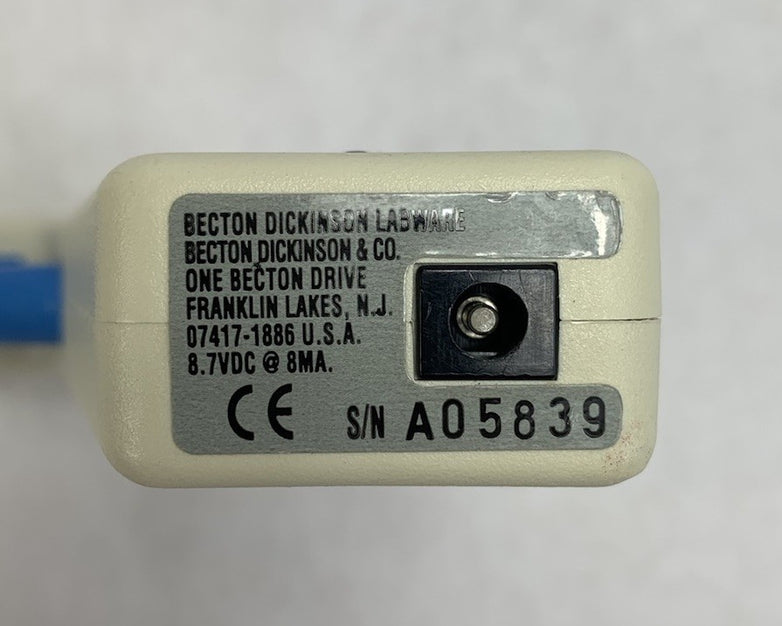 BECTON DICKINSON LABWARE
BECTON DICKINSON & CO.
ONE BECTON DRIVE
FRANKLIN LAKES, N.J.
07417-1886 U.S.A.
8.7VDC @ 8MA.
CE S/N A05839